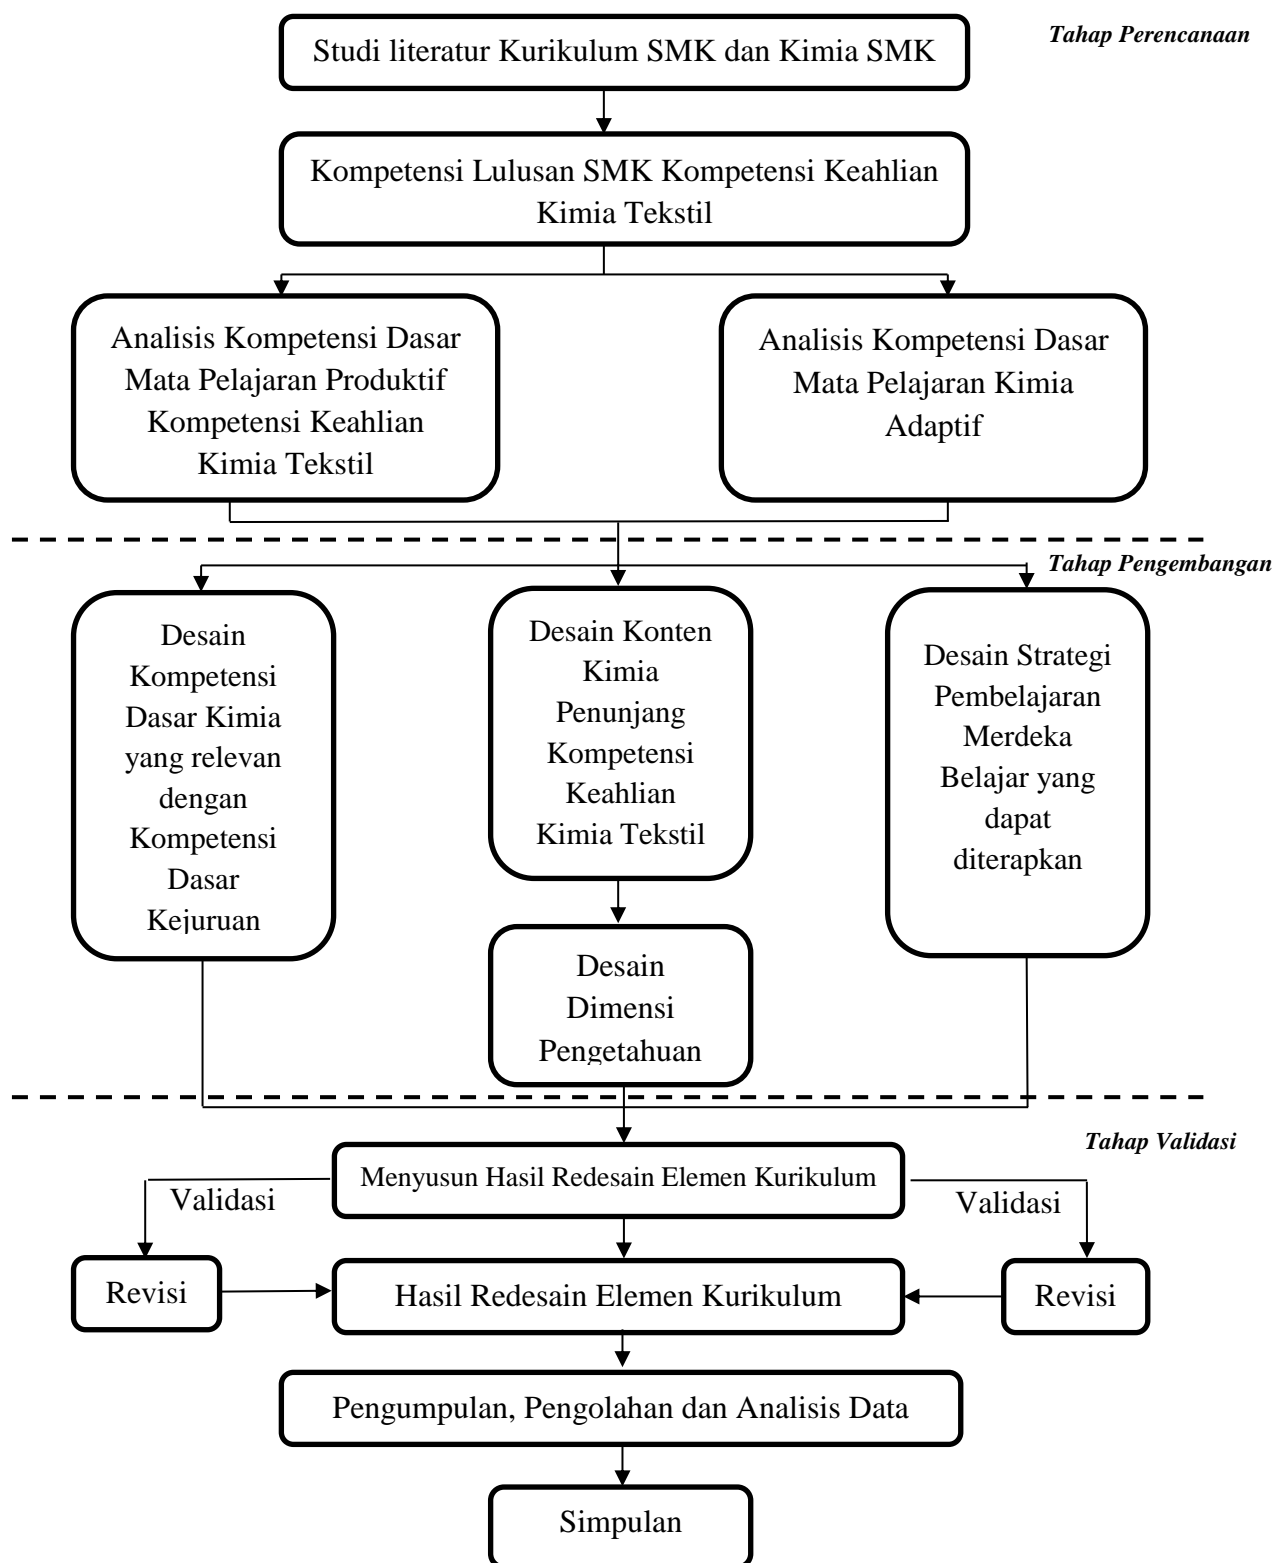 Studi literatur Kurikulum SMK dan Kimia SMK
Tahap Perencanaan
Kompetensi Lulusan SMK Kompetensi Keahlian
Kimia Tekstil
Analisis Kompetensi Dasar
Mata Pelajaran Produktif
Kompetensi Keahlian
Kimia Tekstil
Analisis Kompetensi Dasar
Mata Pelajaran Kimia
Adaptif
Tahap Pengembangan
Desain
Kompetensi
Dasar Kimia
yang relevan
dengan
Kompetensi
Dasar
Kejuruan
Desain Konten
Kimia
Penunjang
Kompetensi
Keahlian
Kimia Tekstil
Desain Strategi
Pembelajaran
Merdeka
Belajar yang
dapat
diterapkan
Desain
Dimensi
Pengetahuan
Tahap Validasi
Menyusun Hasil Redesain Elemen Kurikulum
Validasi
Validasi
Revisi
Hasil Redesain Elemen Kurikulum
Revisi
Pengumpulan, Pengolahan dan Analisis Data
Simpulan